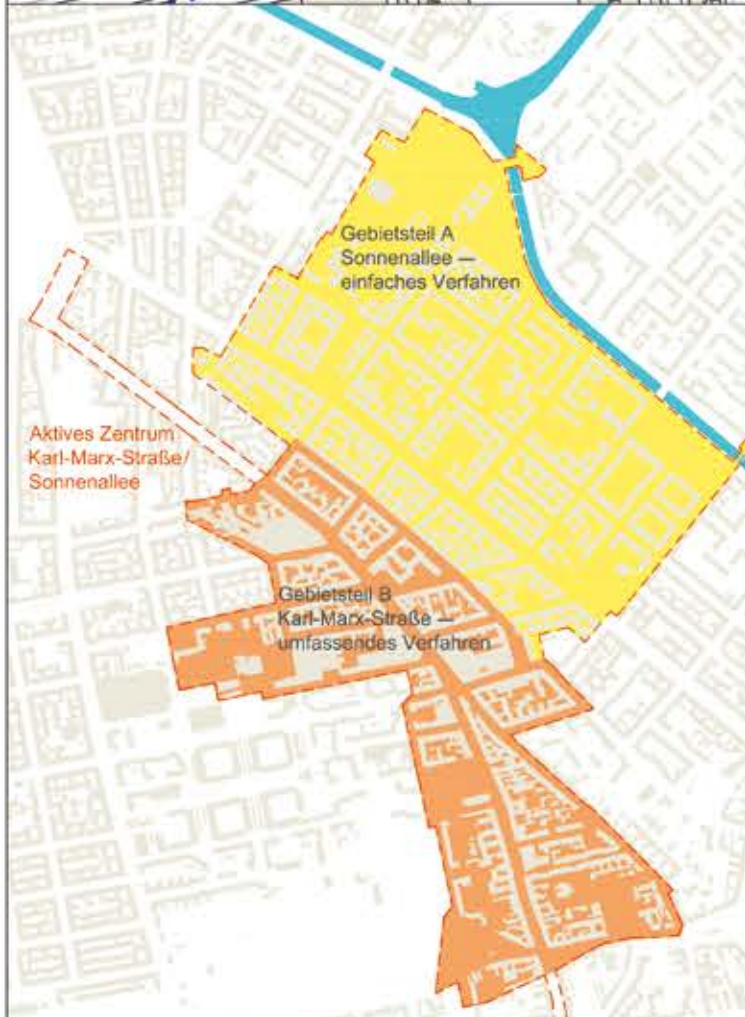 Gebietsteil A
Sonnenallee —
einfaches Verfahren
Aktives Zentrum
Karl-Marx-Straße/
Sonnenallee
Gebietsteil B
Karl-Marx-Straße —
umfassendes Verfahren